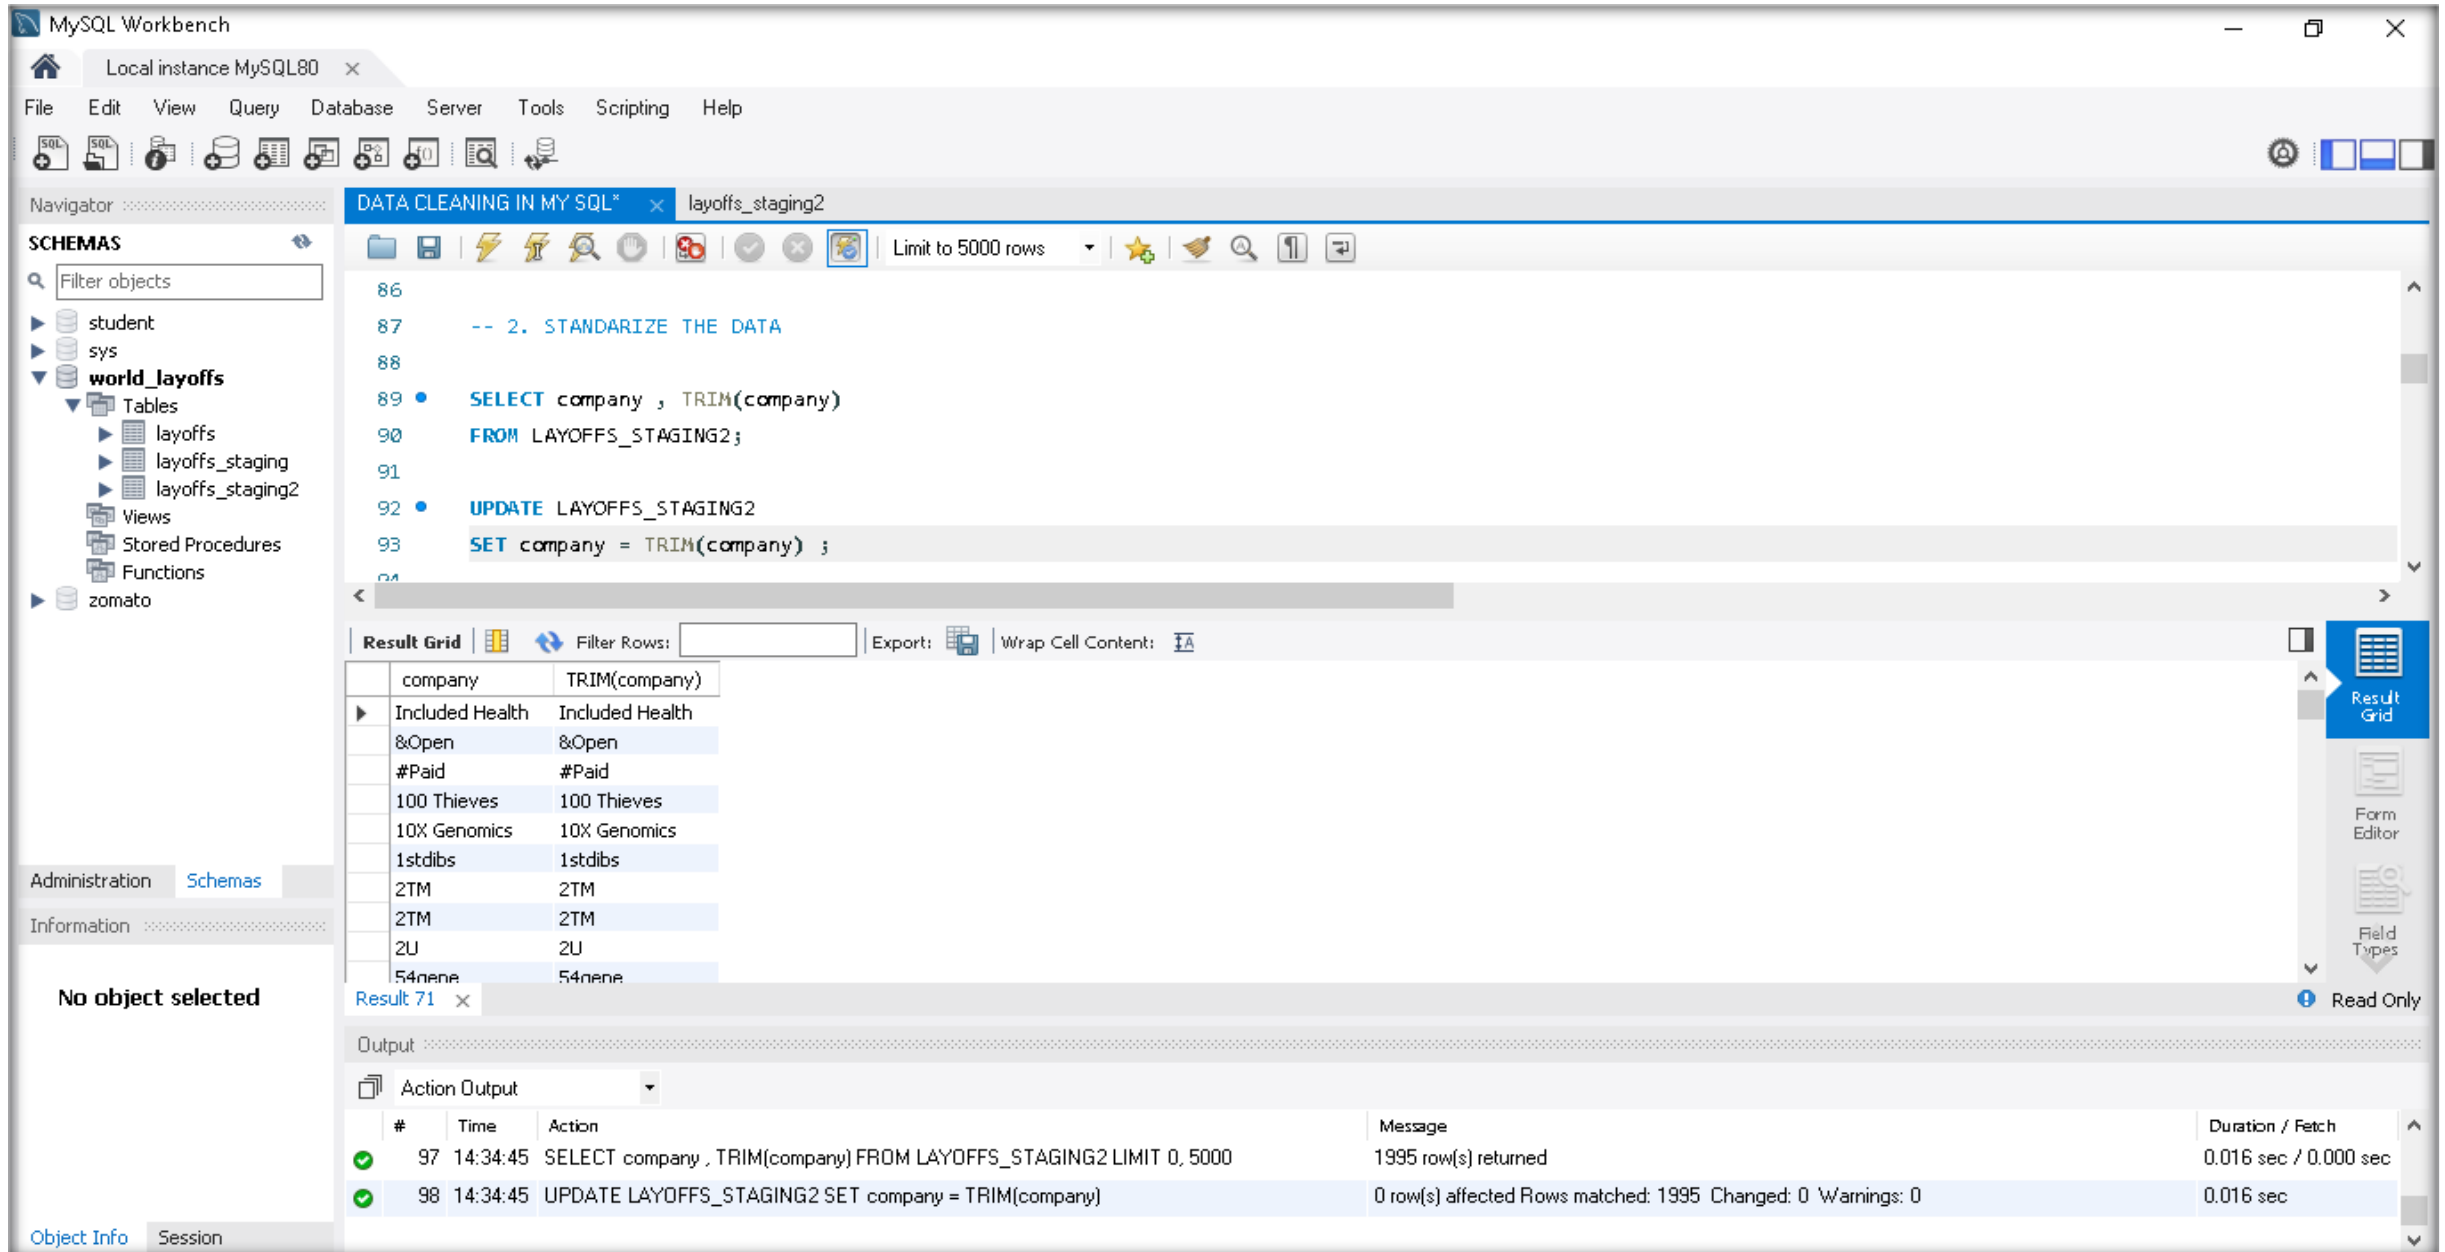 MySQL Workbench
Local instance MySQL80
File Edit View Query Database Server Tools Scripting Help
Navigator
SCHEMAS
Filter objects
student
sys
world_layoffs
Tables
layoffs
layoffs_staging
layoffs_staging2
Views
Stored Procedures
Functions
zomato
Administration Schemas
Information
No object selected
Object Info Session
DATA CLEANING IN MY SQL* layoffs_staging2
Limit to 5000 rows
86
87 -- 2. STANDARIZE THE DATA
88
89 SELECT company , TRIM(company)
90 FROM LAYOFFS_STAGING2;
91
92 UPDATE LAYOFFS_STAGING2
93 SET company = TRIM(company) ;
94
Result Grid Filter Rows: Export: Wrap Cell Content:
company TRIM(company)
Included Health Included Health
&Open &Open
#Paid #Paid
100 Thieves 100 Thieves
10X Genomics 10X Genomics
1stdibs 1stdibs
2TM 2TM
2TM 2TM
2U 2U
54gene 54gene
Result Grid
Form Editor
Field Types
Result 71
Read Only
Output
Action Output
# Time Action Message Duration / Fetch
97 14:34:45 SELECT company , TRIM(company) FROM LAYOFFS_STAGING2 LIMIT 0, 5000 1995 row(s) returned 0.016 sec / 0.000 sec
98 14:34:45 UPDATE LAYOFFS_STAGING2 SET company = TRIM(company) 0 row(s) affected Rows matched: 1995 Changed: 0 Warnings: 0 0.016 sec